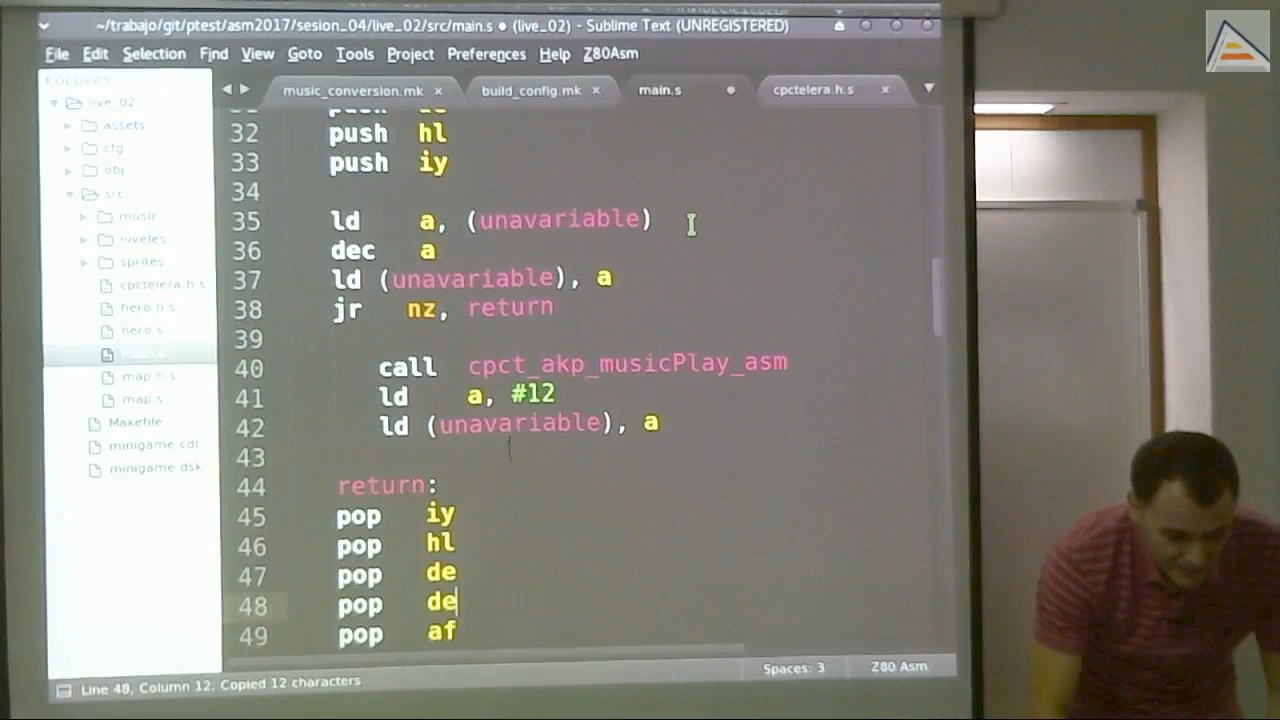 ~/trabajo/git/ptest/asm2017/sesion_04/live_02/src/main.s • (live_02) - Sublime Text (UNREGISTERED)
File Edit Selection Find View Goto Tools Project Preferences Help Z80Asm
FOLDERS
live_02
assets
cfg
obj
src
music
niveles
sprites
cpctelera.h.s
hero.h.s
hero.s
main.s
map.h.s
map.s
Makefile
minigame.cdt
minigame.dsk
music_conversion.mk × build_config.mk × main.s • cpctelera.h.s ×
32 push hl
33 push iy
34
35 ld a, (unavariable)
36 dec a
37 ld (unavariable), a
38 jr nz, return
39
40 call cpct_akp_musicPlay_asm
41 ld a, #12
42 ld (unavariable), a
43
44 return:
45 pop iy
46 pop hl
47 pop de
48 pop de
49 pop af
Line 48, Column 12; Copied 12 characters
Spaces: 3 Z80 Asm